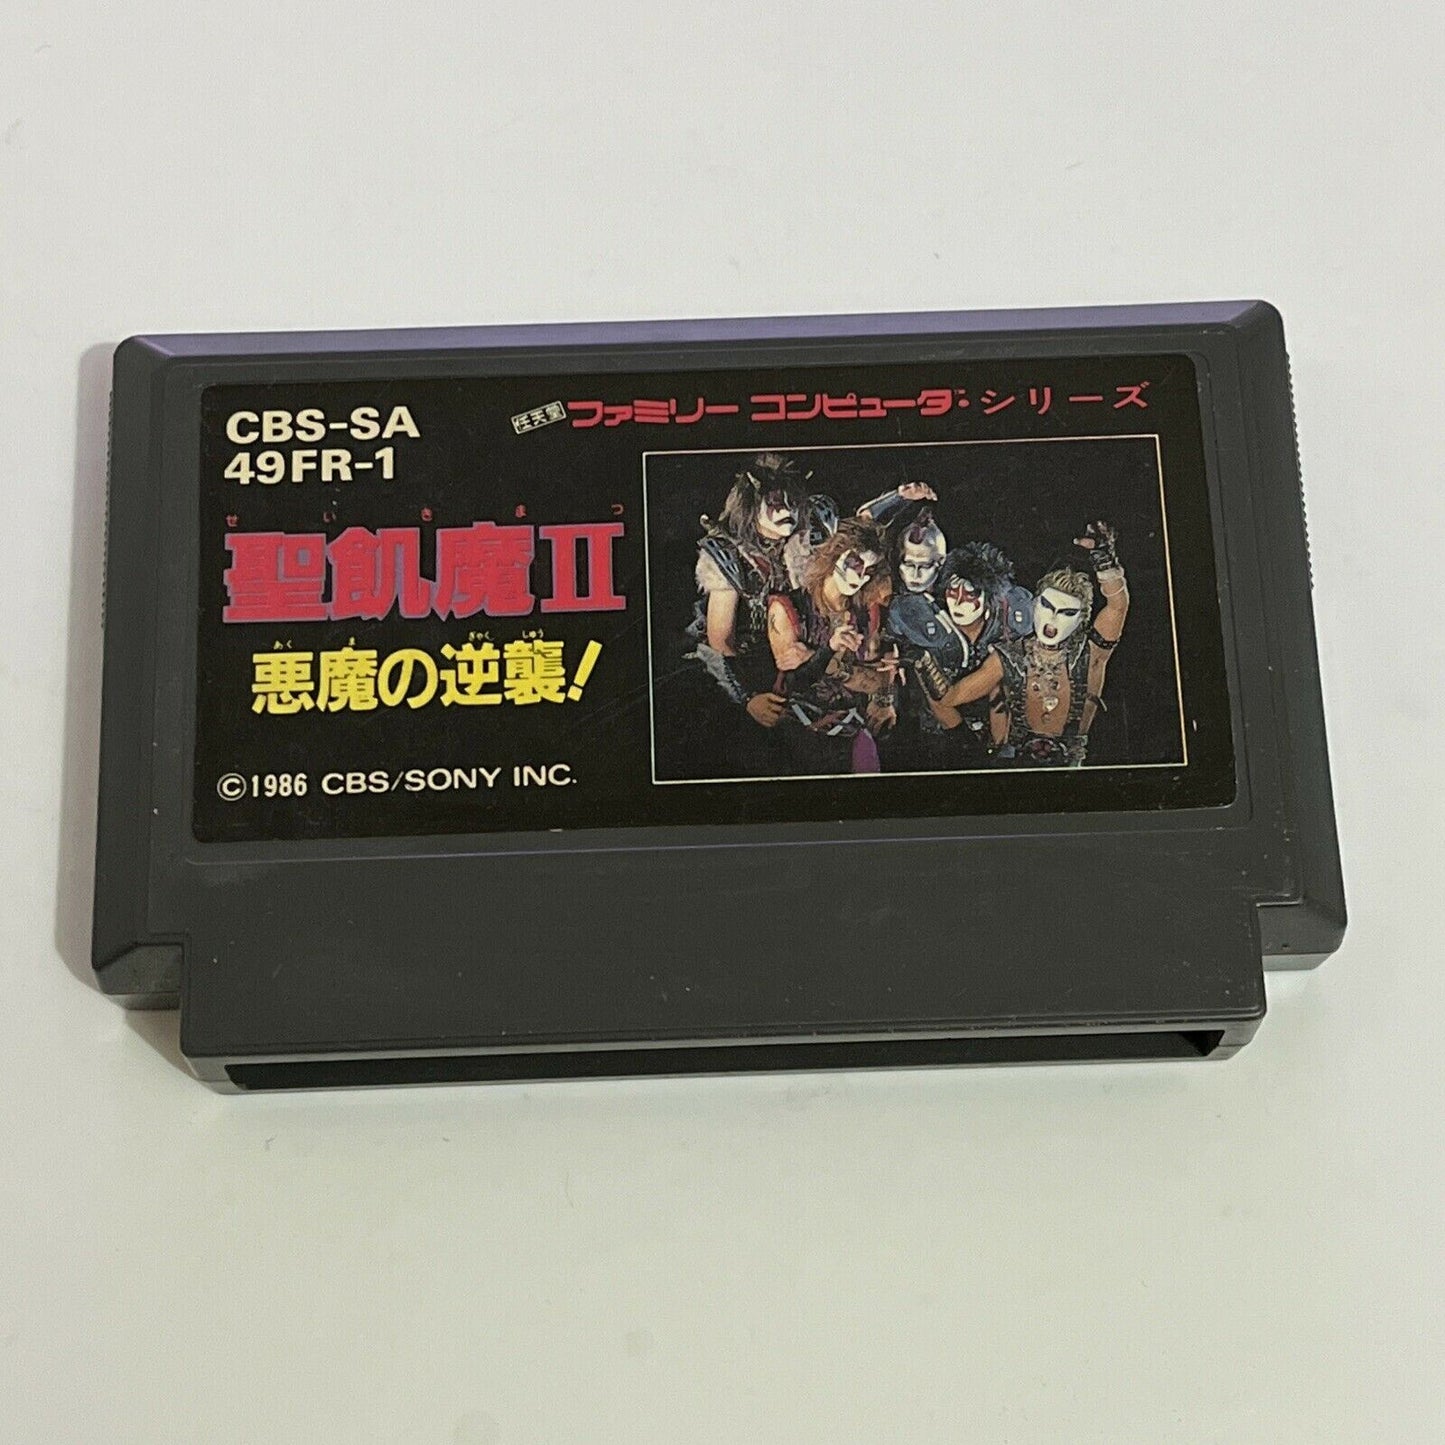 CBS-SA
49FR-1
任天堂 ファミリー コンピュータ™・シリーズ
せいきまつ
聖飢魔II
あくま ぎゃくしゅう
悪魔の逆襲!
©1986 CBS/SONY INC.